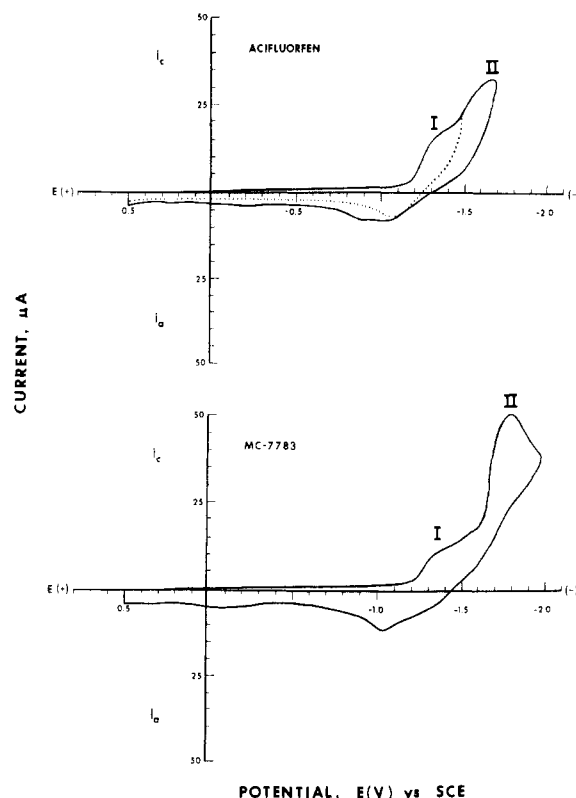 50
i_c
ACIFLUORFEN
II
25
I
E (+)
(−)
0.5
-0.5
-1.0
-1.5
-2.0
25
i_a
50
CURRENT, μA
50
II
i_c
MC-7783
25
I
E (+)
(−)
0.5
-1.0
-1.5
-2.0
25
i_a
50
POTENTIAL, E(V) vs SCE